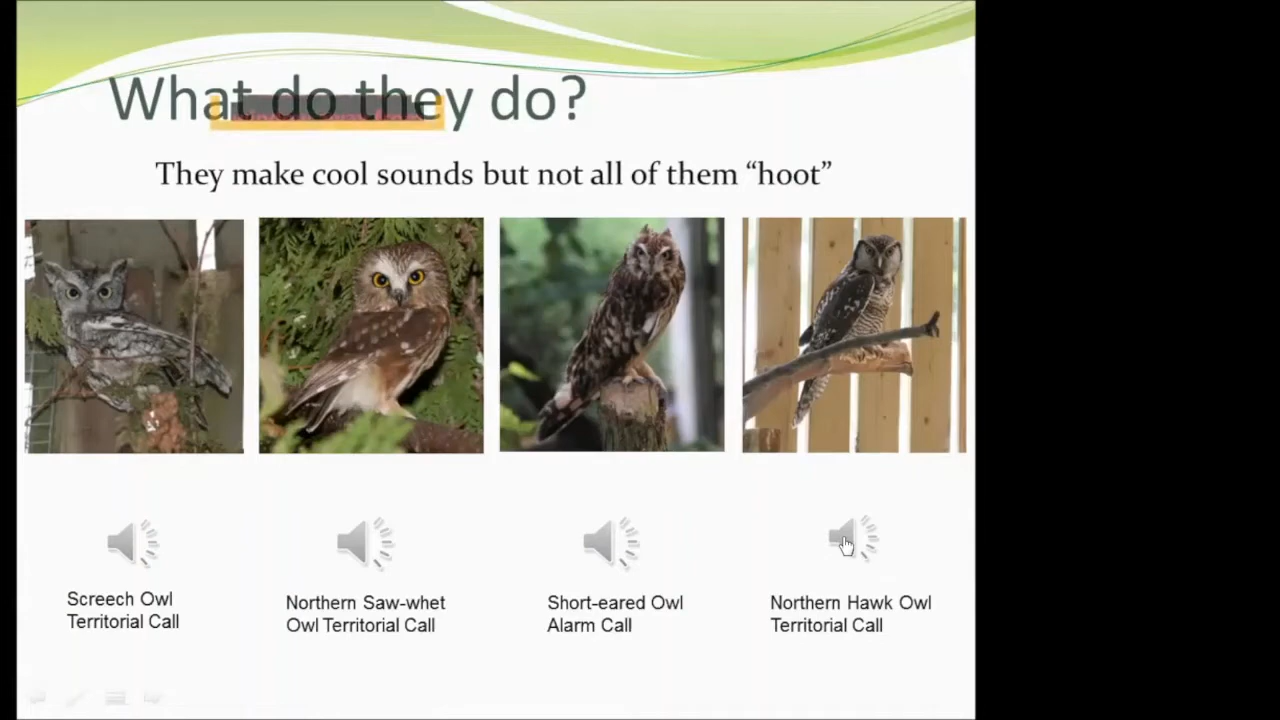 What do they do?
They make cool sounds but not all of them “hoot”
Screech Owl
Territorial Call
Northern Saw-whet
Owl Territorial Call
Short-eared Owl
Alarm Call
Northern Hawk Owl
Territorial Call